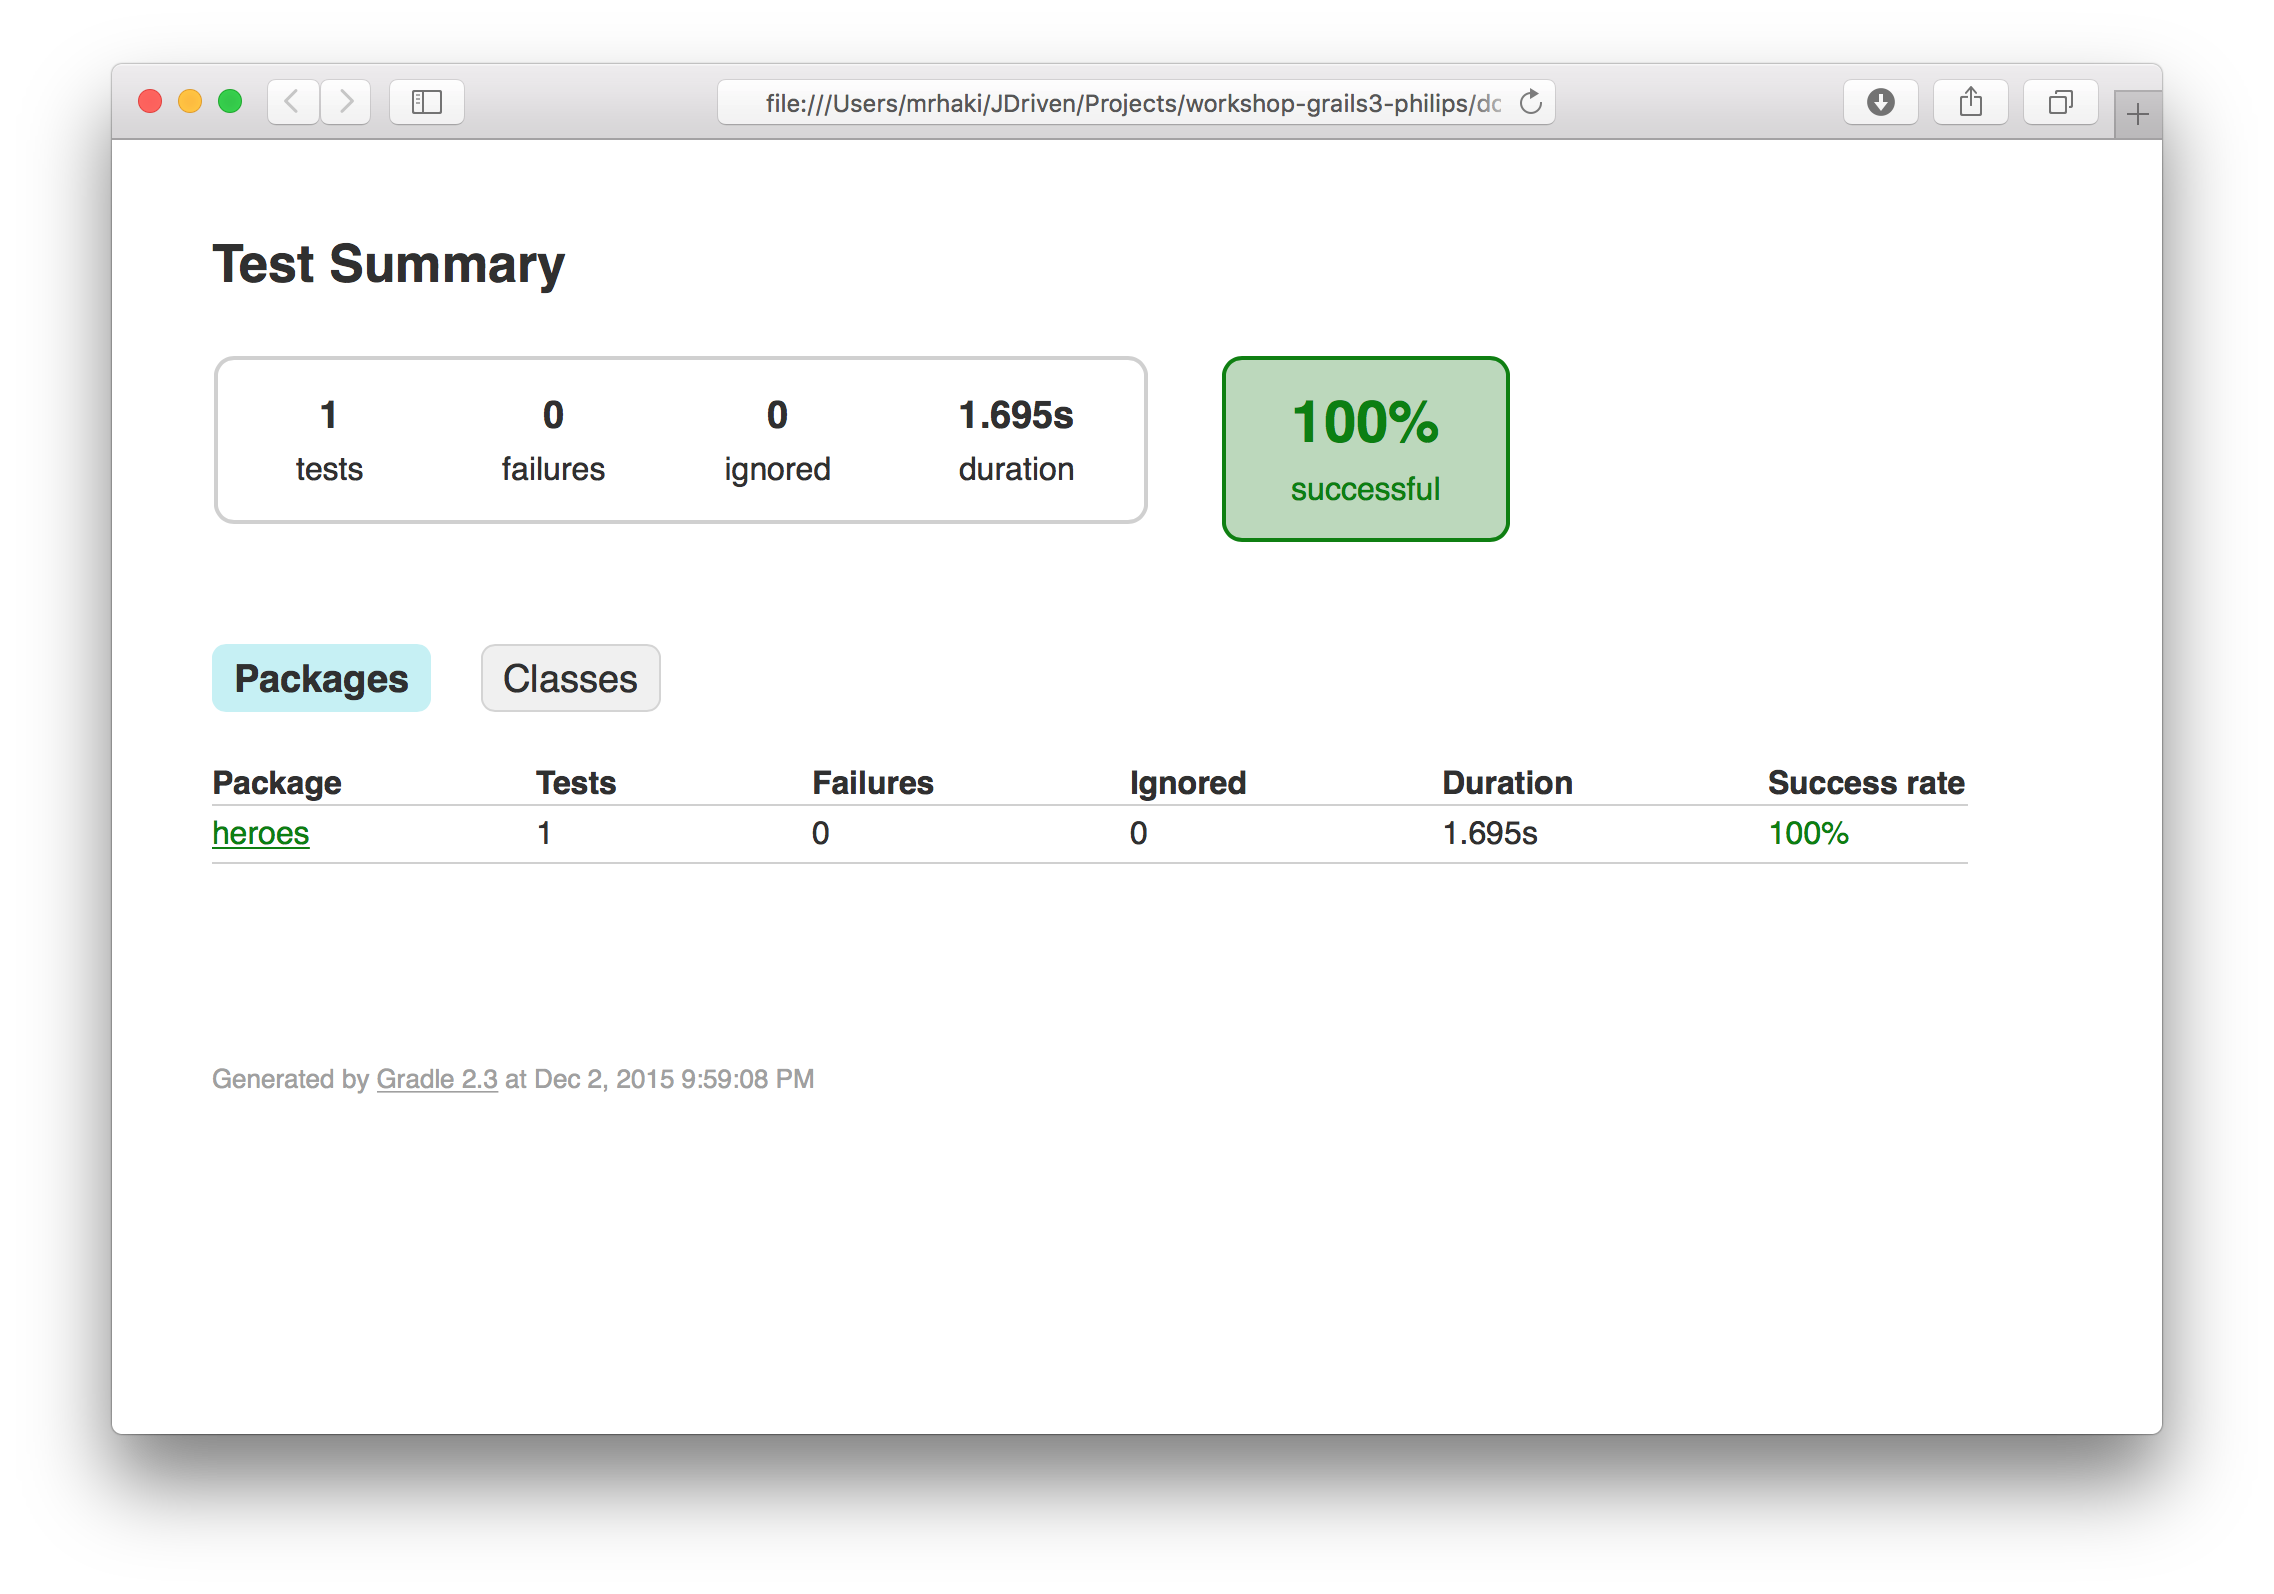 file:///Users/mrhaki/JDriven/Projects/workshop-grails3-philips/dc
Test Summary
1 0 0 1.695s
tests failures ignored duration
100%
successful
Packages Classes
Package Tests Failures Ignored Duration Success rate
heroes 1 0 0 1.695s 100%
Generated by Gradle 2.3 at Dec 2, 2015 9:59:08 PM